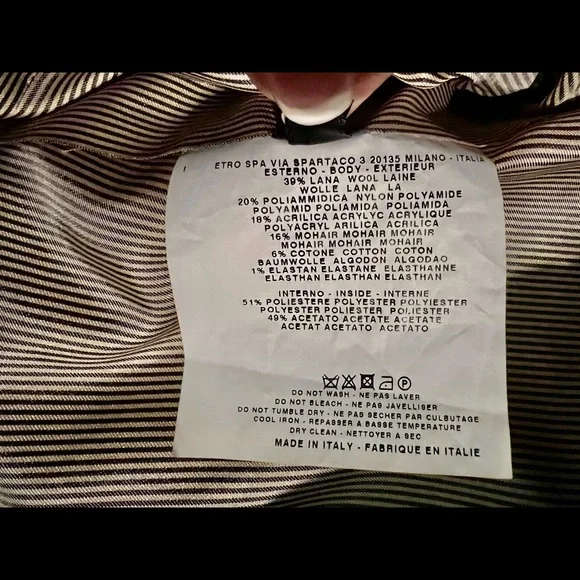 ETRO SPA VIA SPARTACO 3 20135 MILANO - ITALIA
ESTERNO - BODY - EXTERIEUR
39% LANA WOOL LAINE
WOLLE LANA LA
20% POLIAMMIDICA NYLON POLYAMIDE
POLYAMID POLIAMIDA POLIAMIDA
18% ACRILICA ACRYLYC ACRYLIQUE
POLYACRYL ARILICA ACRILICA
16% MOHAIR MOHAIR MOHAIR
MOHAIR MOHAIR MOHAIR
6% COTONE COTTON COTON
BAUMWOLLE ALGODON ALGODAO
1% ELASTAN ELASTANE ELASTHANNE
ELASTHAN ELASTHAN ELASTHAN
INTERNO - INSIDE - INTERNE
51% POLIESTERE POLYESTER POLYIESTER
POLYESTER POLIESTER POLIESTER
49% ACETATO ACETATE ACETATE
ACETAT ACETATO ACETATO
DO NOT WASH - NE PAS LAVER
DO NOT BLEACH - NE PAS JAVELLISER
DO NOT TUMBLE DRY - NE PAS SECHER PAR CULBUTAGE
COOL IRON - REPASSER A BASSE TEMPERATURE
DRY CLEAN - NETTOYER A SEC
MADE IN ITALY - FABRIQUE EN ITALIE